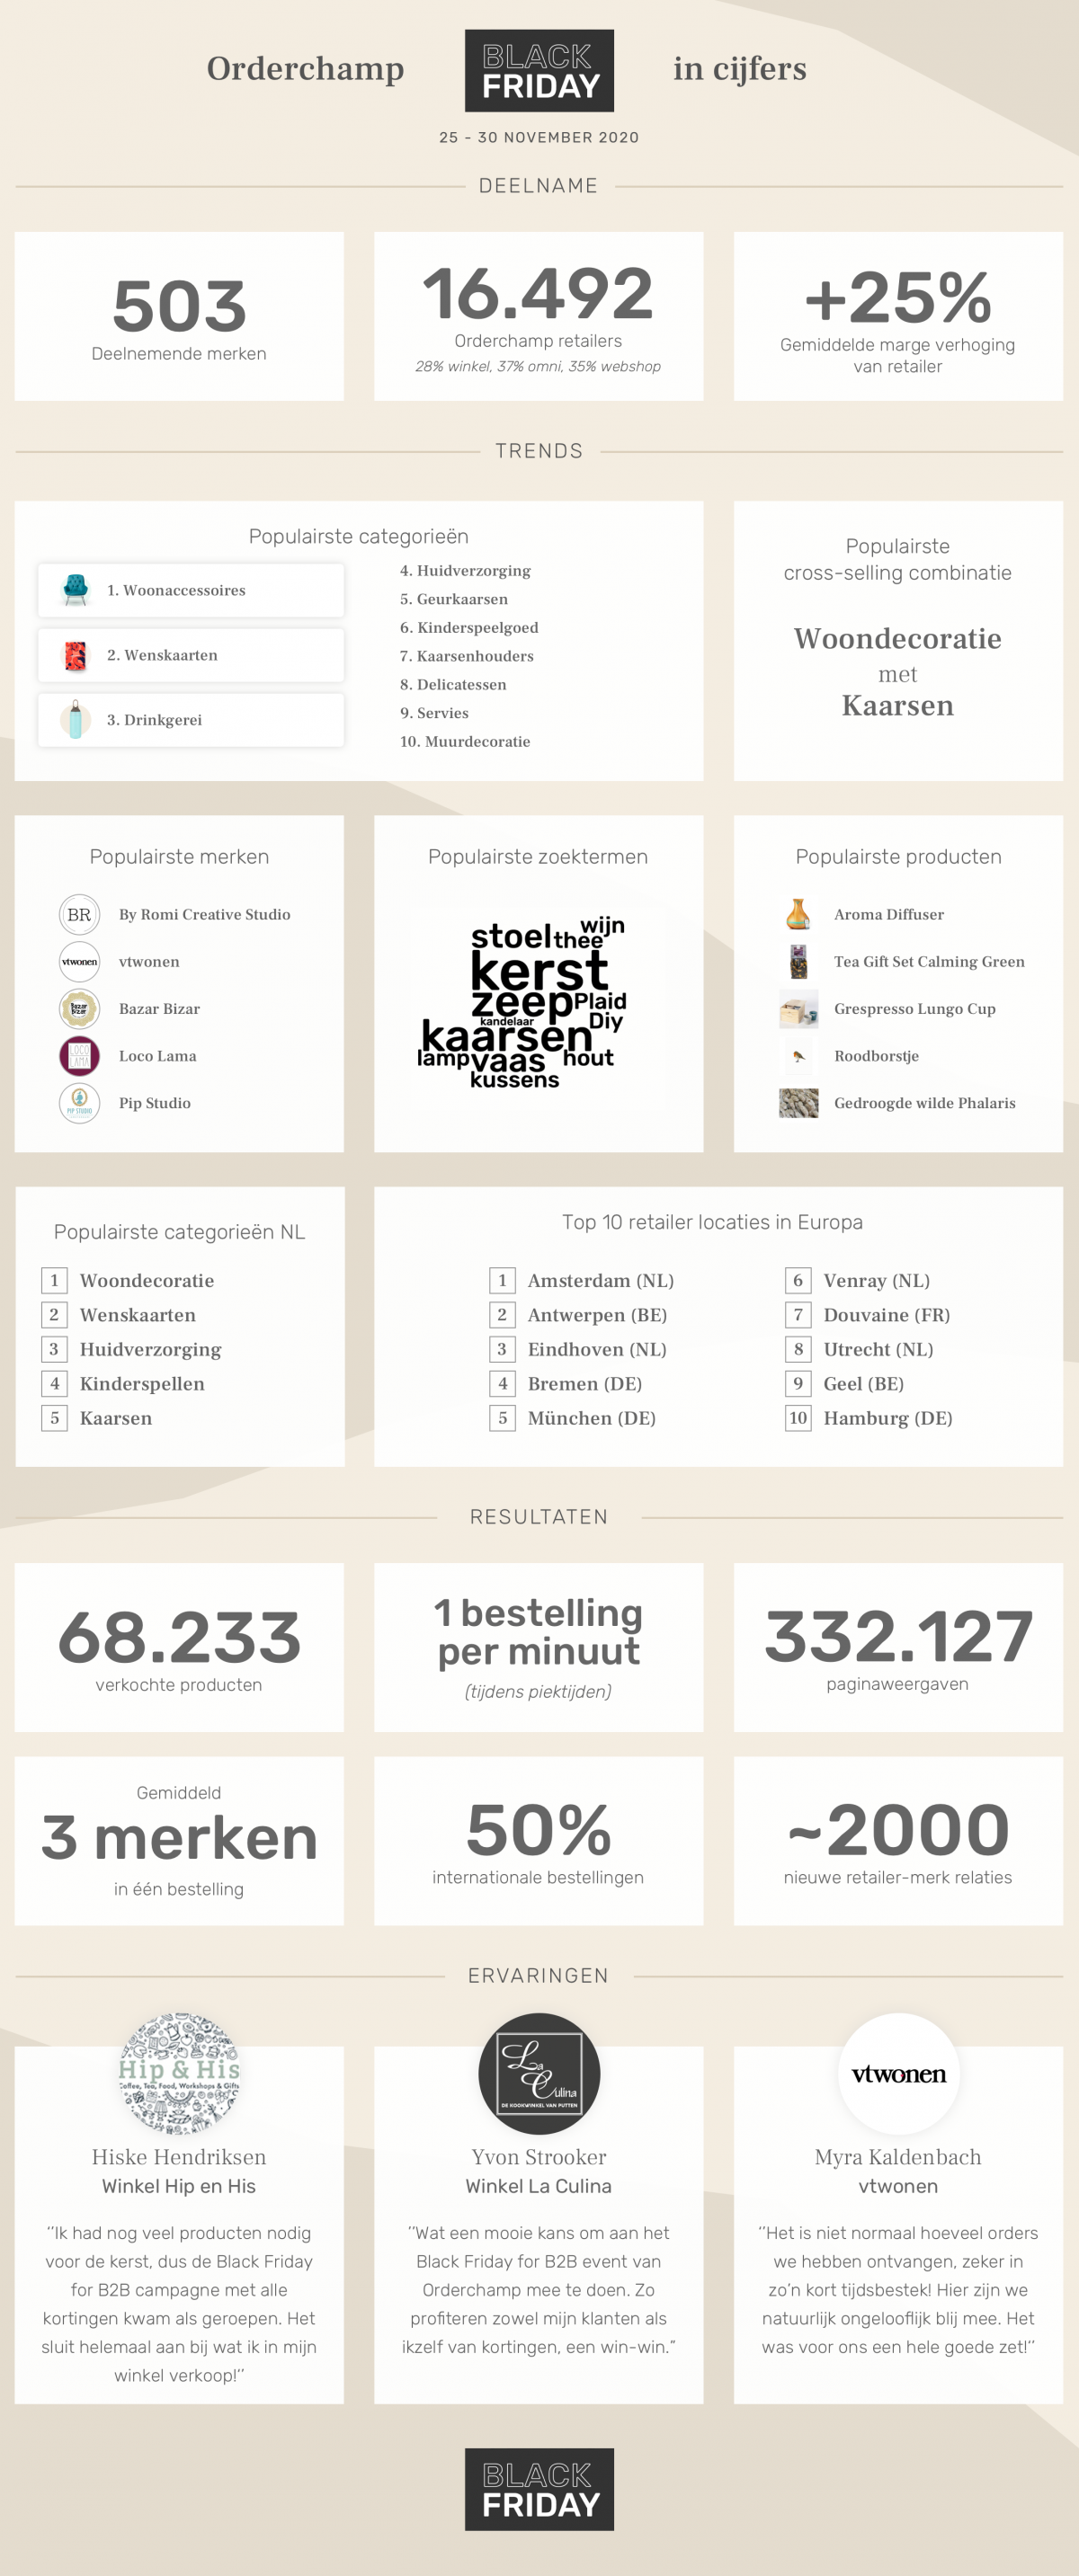 Orderchamp
BLACK
FRIDAY
in cijfers
25 - 30 NOVEMBER 2020
DEELNAME
503
Deelnemende merken
16.492
Orderchamp retailers
28% winkel, 37% omni, 35% webshop
+25%
Gemiddelde marge verhoging
van retailer
TRENDS
Populairste categorieën
1. Woonaccessoires
2. Wenskaarten
3. Drinkgerei
4. Huidverzorging
5. Geurkaarsen
6. Kinderspeelgoed
7. Kaarsenhouders
8. Delicatessen
9. Servies
10. Muurdecoratie
Populairste
cross-selling combinatie
Woondecoratie
met
Kaarsen
Populairste merken
BR By Romi Creative Studio
vtwonen vtwonen
Bazar Bizar Bazar Bizar
LOCO LAMA Loco Lama
PIP STUDIO Pip Studio
Populairste zoektermen
wijn
stoel thee
kerst
zeep Plaid
kandelaar Diy
kaarsen
lamp vaas hout
kussens
Populairste producten
Aroma Diffuser
Tea Gift Set Calming Green
Grespresso Lungo Cup
Roodborstje
Gedroogde wilde Phalaris
Populairste categorieën NL
1 Woondecoratie
2 Wenskaarten
3 Huidverzorging
4 Kinderspellen
5 Kaarsen
Top 10 retailer locaties in Europa
1 Amsterdam (NL)
2 Antwerpen (BE)
3 Eindhoven (NL)
4 Bremen (DE)
5 München (DE)
6 Venray (NL)
7 Douvaine (FR)
8 Utrecht (NL)
9 Geel (BE)
10 Hamburg (DE)
RESULTATEN
68.233
verkochte producten
1 bestelling
per minuut
(tijdens piektijden)
332.127
paginaweergaven
Gemiddeld
3 merken
in één bestelling
50%
internationale bestellingen
~2000
nieuwe retailer-merk relaties
ERVARINGEN
Hip & His
Coffee, Tea, Food, Workshops & Gifts
Hiske Hendriksen
Winkel Hip en His
‘‘Ik had nog veel producten nodig
voor de kerst, dus de Black Friday
for B2B campagne met alle
kortingen kwam als geroepen. Het
sluit helemaal aan bij wat ik in mijn
winkel verkoop!‘‘
La
Culina
DE KOOKWINKEL VAN PUTTEN
Yvon Strooker
Winkel La Culina
‘‘Wat een mooie kans om aan het
Black Friday for B2B event van
Orderchamp mee te doen. Zo
profiteren zowel mijn klanten als
ikzelf van kortingen, een win-win.”
vtwonen
Myra Kaldenbach
vtwonen
‘‘Het is niet normaal hoeveel orders
we hebben ontvangen, zeker in
zo’n kort tijdsbestek! Hier zijn we
natuurlijk ongelooflijk blij mee. Het
was voor ons een hele goede zet!’’
BLACK
FRIDAY